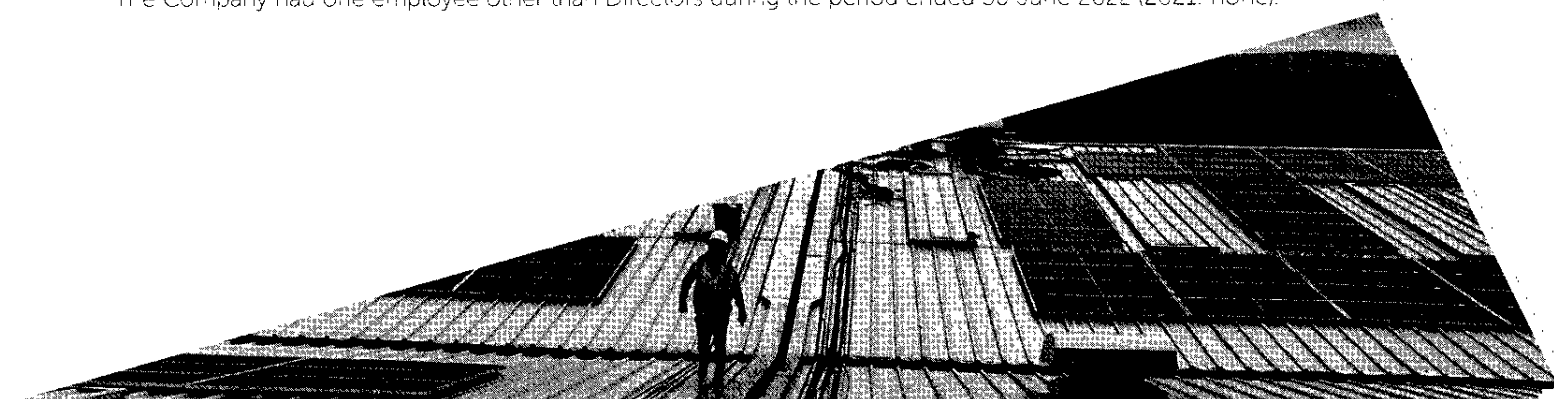 The Company had one employee other than Directors during the period ended 30 June 2022 (2021: none).